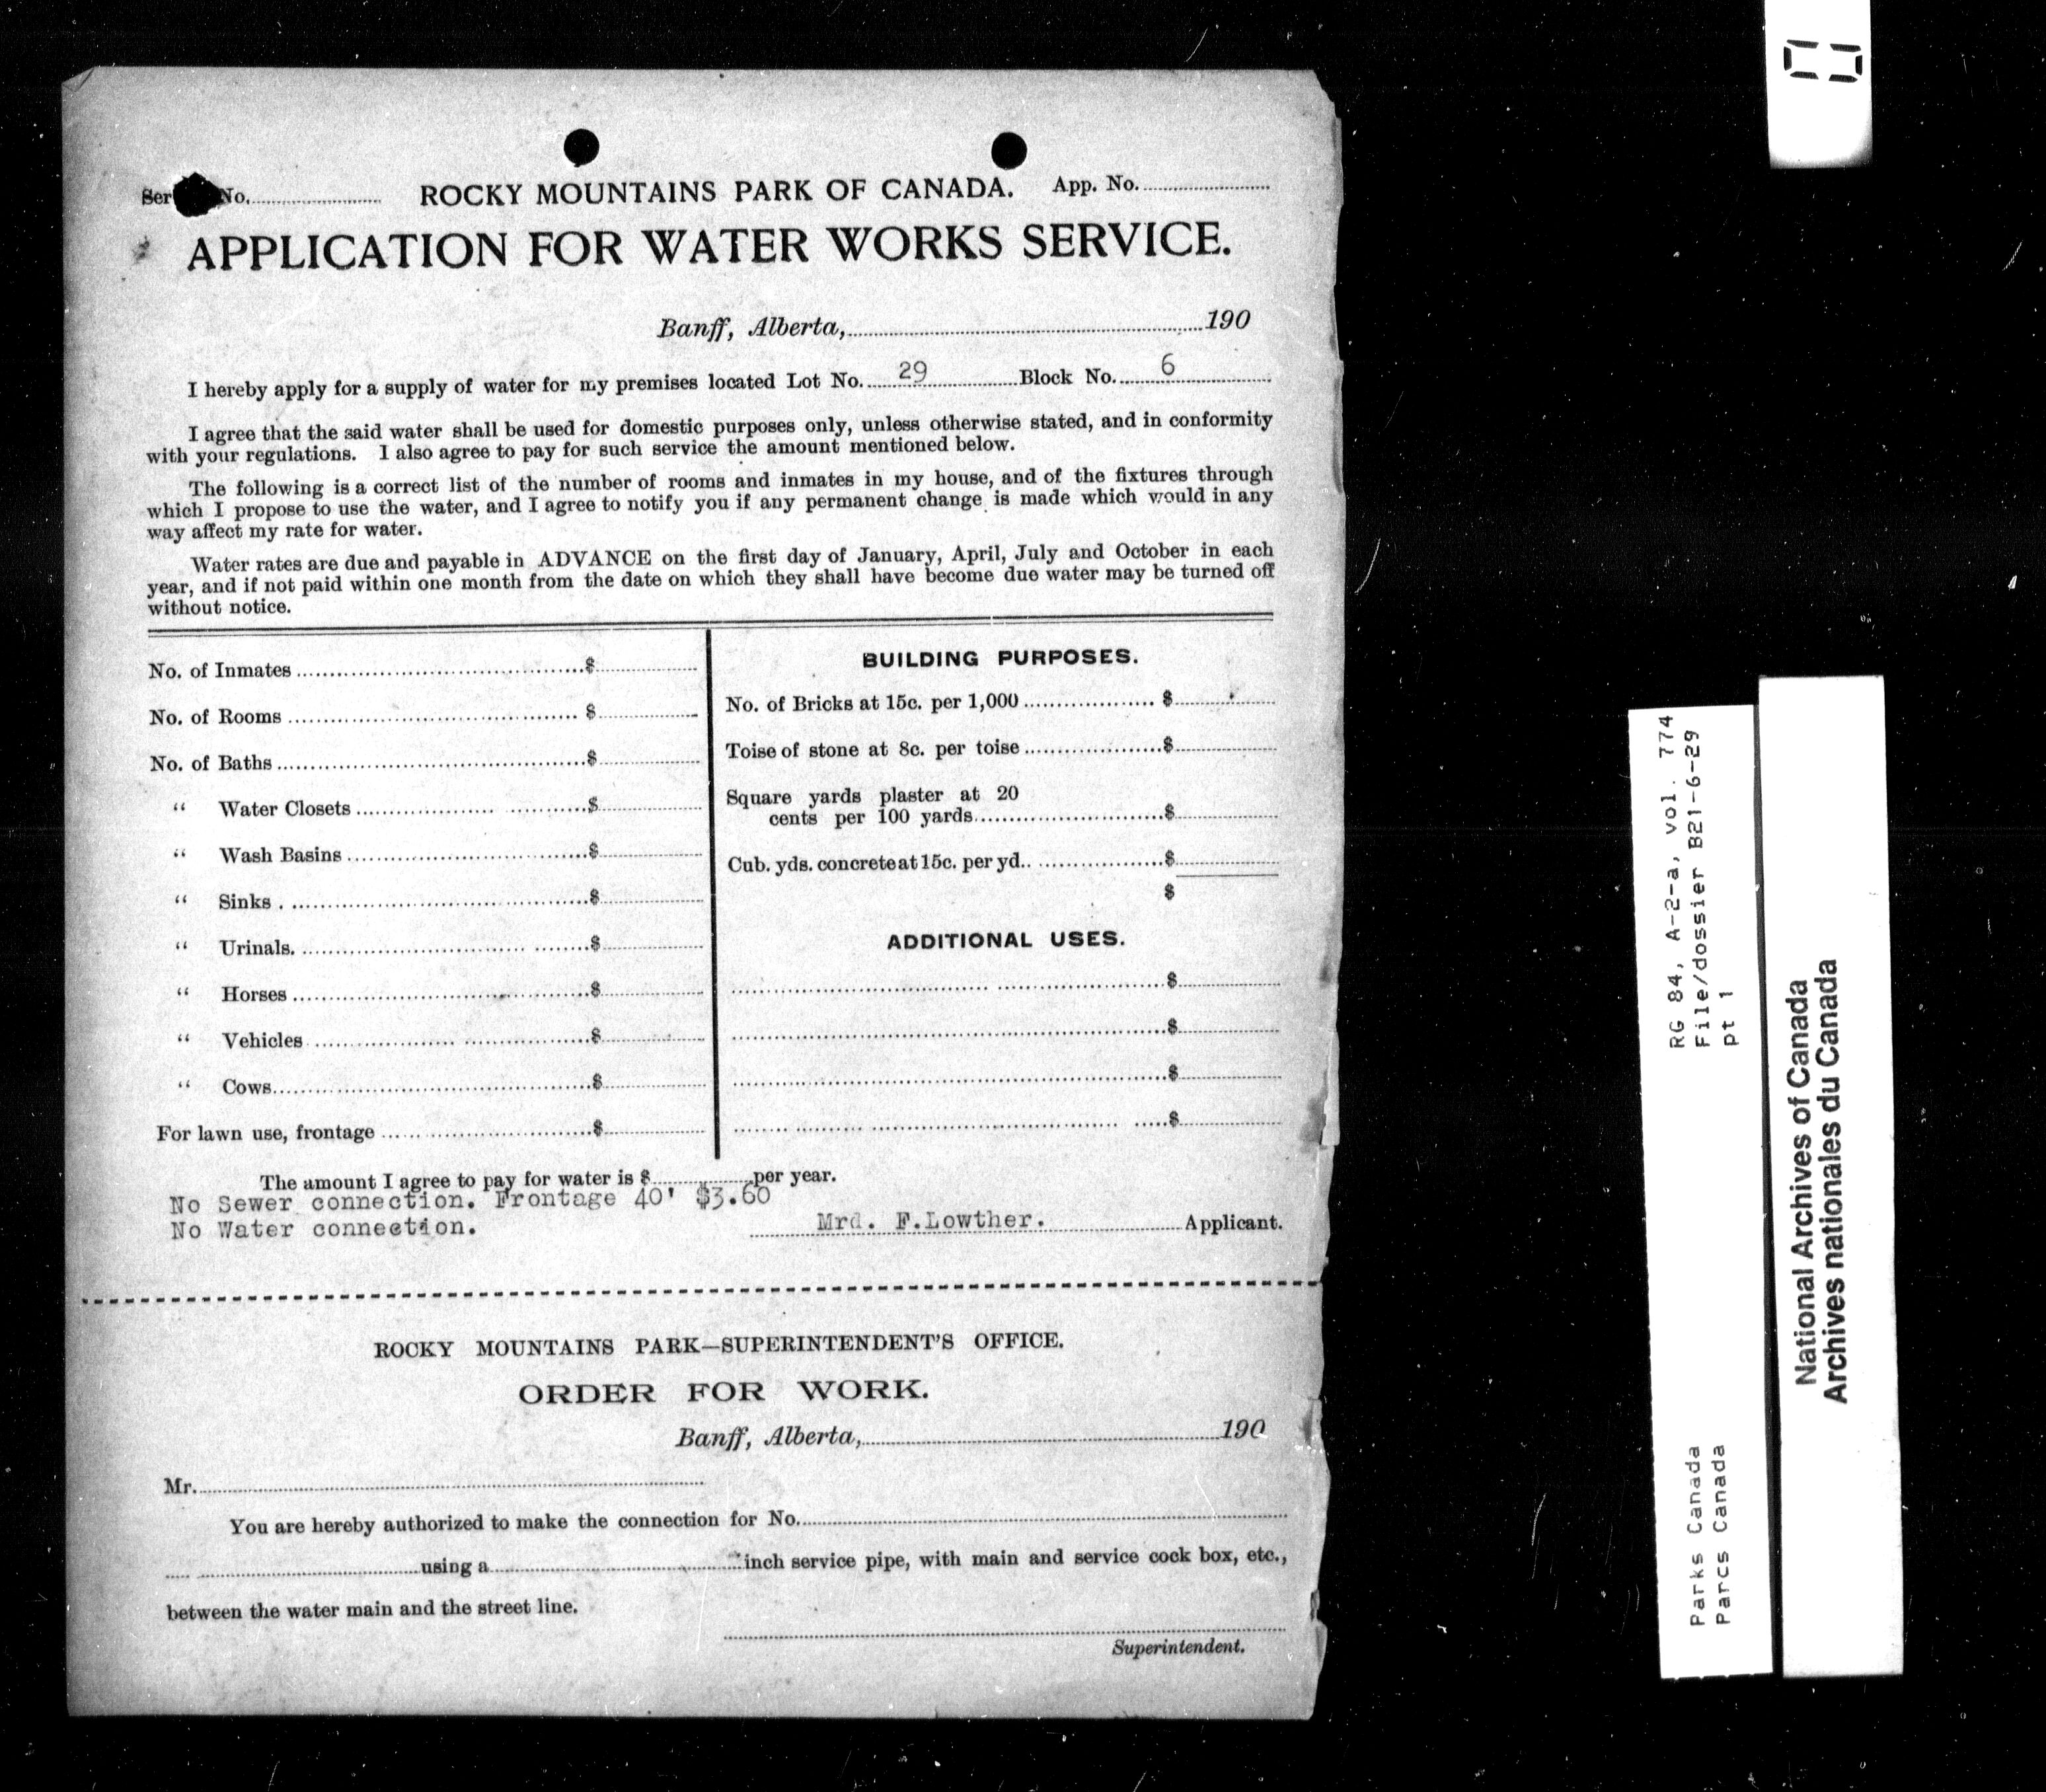 Ser No. ROCKY MOUNTAINS PARK OF CANADA. App. No.
APPLICATION FOR WATER WORKS SERVICE.
Banff, Alberta, 190
I hereby apply for a supply of water for my premises located Lot No. 29 Block No. 6
I agree that the said water shall be used for domestic purposes only, unless otherwise stated, and in conformity
with your regulations. I also agree to pay for such service the amount mentioned below.
The following is a correct list of the number of rooms and inmates in my house, and of the fixtures through
which I propose to use the water, and I agree to notify you if any permanent change is made which would in any
way affect my rate for water.
Water rates are due and payable in ADVANCE on the first day of January, April, July and October in each
year, and if not paid within one month from the date on which they shall have become due water may be turned off
without notice.
No. of Inmates $
No. of Rooms $
No. of Baths $
“ Water Closets $
“ Wash Basins $
“ Sinks $
“ Urinals. $
“ Horses $
“ Vehicles $
“ Cows $
For lawn use, frontage $
BUILDING PURPOSES.
No. of Bricks at 15c. per 1,000 $
Toise of stone at 8c. per toise $
Square yards plaster at 20
cents per 100 yards $
Cub. yds. concrete at 15c. per yd. $
$
ADDITIONAL USES.
$
$
$
$
The amount I agree to pay for water is $ per year.
No Sewer connection. Frontage 40' $3.60
No Water connection.
Mrd. F.Lowther. Applicant.
ROCKY MOUNTAINS PARK—SUPERINTENDENT'S OFFICE.
ORDER FOR WORK.
Banff, Alberta, 190
Mr.
You are hereby authorized to make the connection for No.
using a inch service pipe, with main and service cock box, etc.,
between the water main and the street line.
Superintendent.
RG 84, A-2-a, vol. 774
File/dossier B21-6-29
pt 1
Parks Canada
Parcs Canada
National Archives of Canada
Archives nationales du Canada